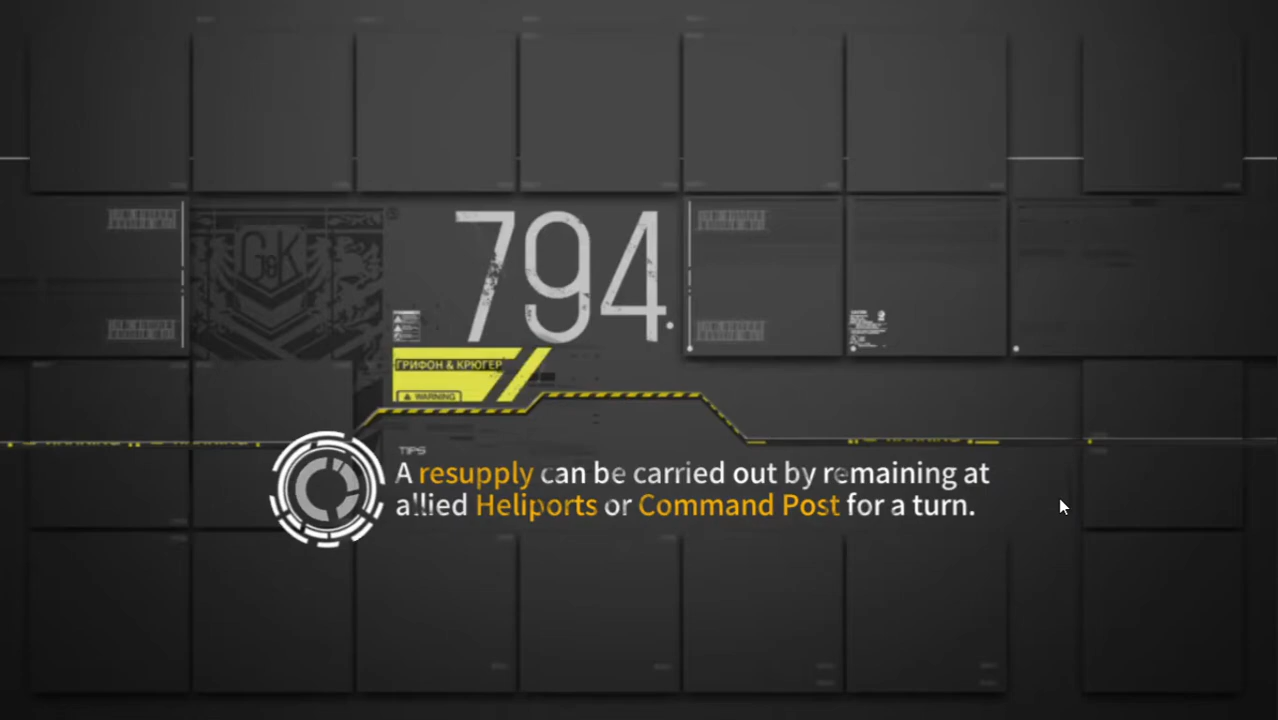 G&K
794.
ГРИФОН & КРЮГЕР
WARNING
TIPS
A resupply can be carried out by remaining at
allied Heliports or Command Post for a turn.